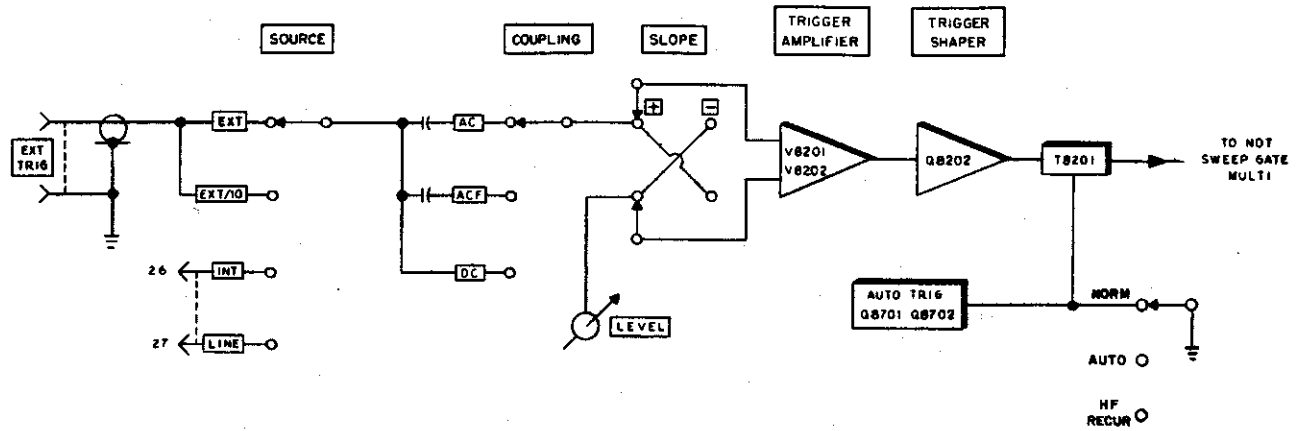 SOURCE
COUPLING
SLOPE
TRIGGER
AMPLIFIER
TRIGGER
SHAPER
EXT
TRIG
EXT
EXT/10
26
INT
27
LINE
AC
ACF
DC
+
-
LEVEL
V8201
V8202
Q8202
T8201
TO NOT
SWEEP GATE
MULTI
AUTO TRIG
Q8701 Q8702
NORM
AUTO
HF
RECUR